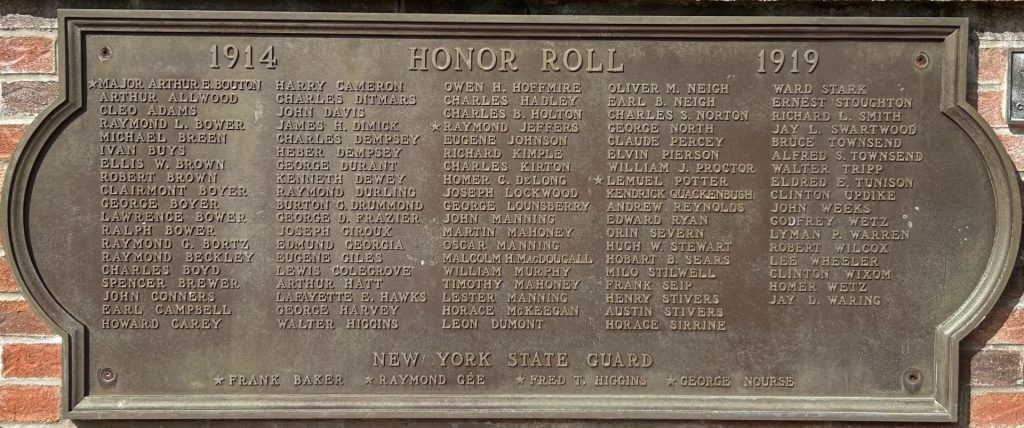 1914 HONOR ROLL 1919
★MAJOR ARTHUR E. BOUTON
ARTHUR ALLWOOD
CLEO ADAMS
RAYMOND L. BOWER
MICHAEL BREEN
IVAN BUYS
ELLIS W. BROWN
ROBERT BROWN
CLAIRMONT BOYER
GEORGE BOYER
LAWRENCE BOWER
RALPH BOWER
RAYMOND G. BORTZ
RAYMOND BECKLEY
CHARLES BOYD
SPENCER BREWER
JOHN CONNERS
EARL CAMPBELL
HOWARD CAREY
HARRY CAMERON
CHARLES DITMARS
JOHN DAVIS
JAMES H. DIMICK
CHARLES DEMPSEY
HEBER DEMPSEY
GEORGE DURANT
KENNETH DEWEY
RAYMOND DURLING
BURTON G. DRUMMOND
GEORGE D. FRAZIER
JOSEPH GIROUX
EDMUND GEORGIA
EUGENE GILES
LEWIS COLEGROVE
ARTHUR HATT
LAFAYETTE E. HAWKS
GEORGE HARVEY
WALTER HIGGINS
OWEN H. HOFFMIRE
CHARLES HADLEY
CHARLES B. HOLTON
★RAYMOND JEFFERS
EUGENE JOHNSON
RICHARD KIMPLE
CHARLES KIRTON
HOMER C. DELONG
JOSEPH LOCKWOOD
GEORGE LOUNSBERRY
JOHN MANNING
MARTIN MAHONEY
OSCAR MANNING
MALCOLM H. MACDOUGALL
WILLIAM MURPHY
TIMOTHY MAHONEY
LESTER MANNING
HORACE MCKEEGAN
LEON DUMONT
OLIVER M. NEIGH
EARL B. NEIGH
CHARLES S. NORTON
GEORGE NORTH
CLAUDE PERCEY
ELVIN PIERSON
WILLIAM J. PROCTOR
★LEMUEL POTTER
KENDRICK QUACKENBUSH
ANDREW REYNOLDS
EDWARD RYAN
ORIN SEVERN
HUGH W. STEWART
HOBART B. SEARS
MILO STILWELL
FRANK SEIP
HENRY STIVERS
AUSTIN STIVERS
HORACE SIRRINE
WARD STARK
ERNEST STOUGHTON
RICHARD L. SMITH
JAY L. SWARTWOOD
BRUCE TOWNSEND
ALFRED S. TOWNSEND
WALTER TRIPP
ELDRED E. TUNISON
CLINTON UPDIKE
JOHN WEEKS
GODFREY WETZ
LYMAN P. WARREN
ROBERT WILCOX
LEE WHEELER
CLINTON WIXOM
HOMER WETZ
JAY D. WARING
NEW YORK STATE GUARD
★FRANK BAKER ★RAYMOND GEE ★FRED T. HIGGINS ★GEORGE NOURSE